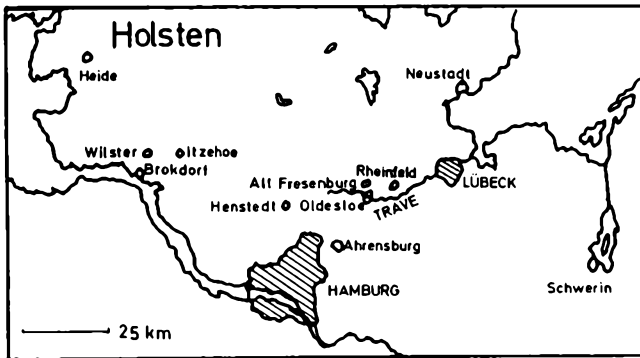 Holsten
Heide
Neustadt
Wilster
Itzehoe
Brokdorf
Alt Fresenburg
Rheinfeld
LÜBECK
Henstedt
Oldesloe
TRAVE
Ahrensburg
HAMBURG
Schwerin
25 km